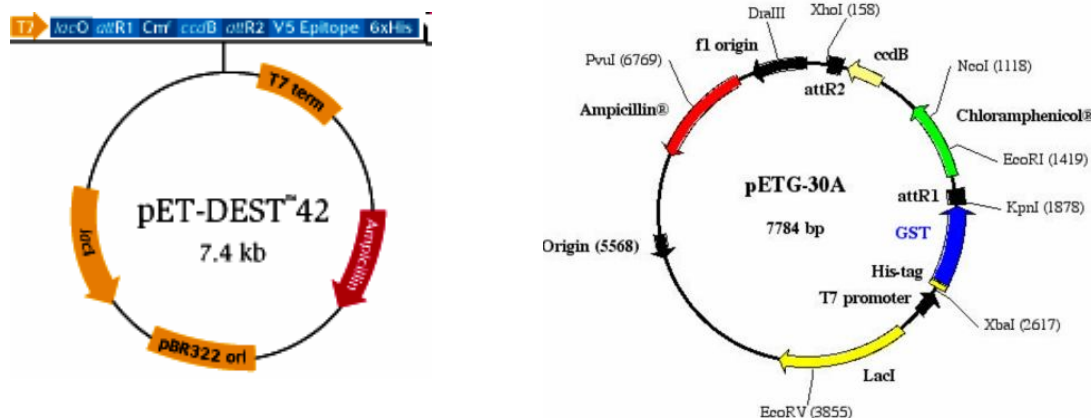 T7 lacO attR1 Cmʳ ccdB attR2 V5 Epitope 6xHis
T7 term
pET-DEST™42
7.4 kb
lacI
Ampicillin
pBR322 ori
XhoI (158)
DraIII
f1 origin
ccdB
PvuI (6769)
attR2
NcoI (1118)
Ampicillin®
Chloramphenicol®
EcoRI (1419)
pETG-30A
attR1
KpnI (1878)
7784 bp
GST
Origin (5568)
His-tag
T7 promoter
XbaI (2617)
LacI
EcoRV (3855)